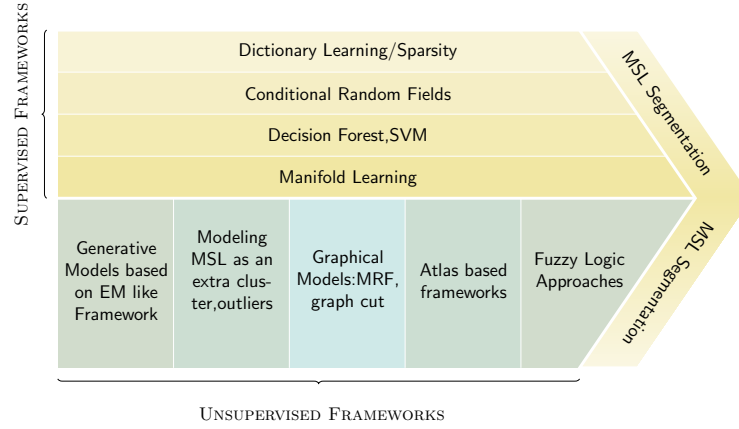 SUPERVISED FRAMEWORKS
Dictionary Learning/Sparsity
Conditional Random Fields
Decision Forest,SVM
Manifold Learning
MSL Segmentation
Generative
Models based
on EM like
Framework
Modeling
MSL as an
extra clus-
ter,outliers
Graphical
Models:MRF,
graph cut
Atlas based
frameworks
Fuzzy Logic
Approaches
MSL Segmentation
UNSUPERVISED FRAMEWORKS